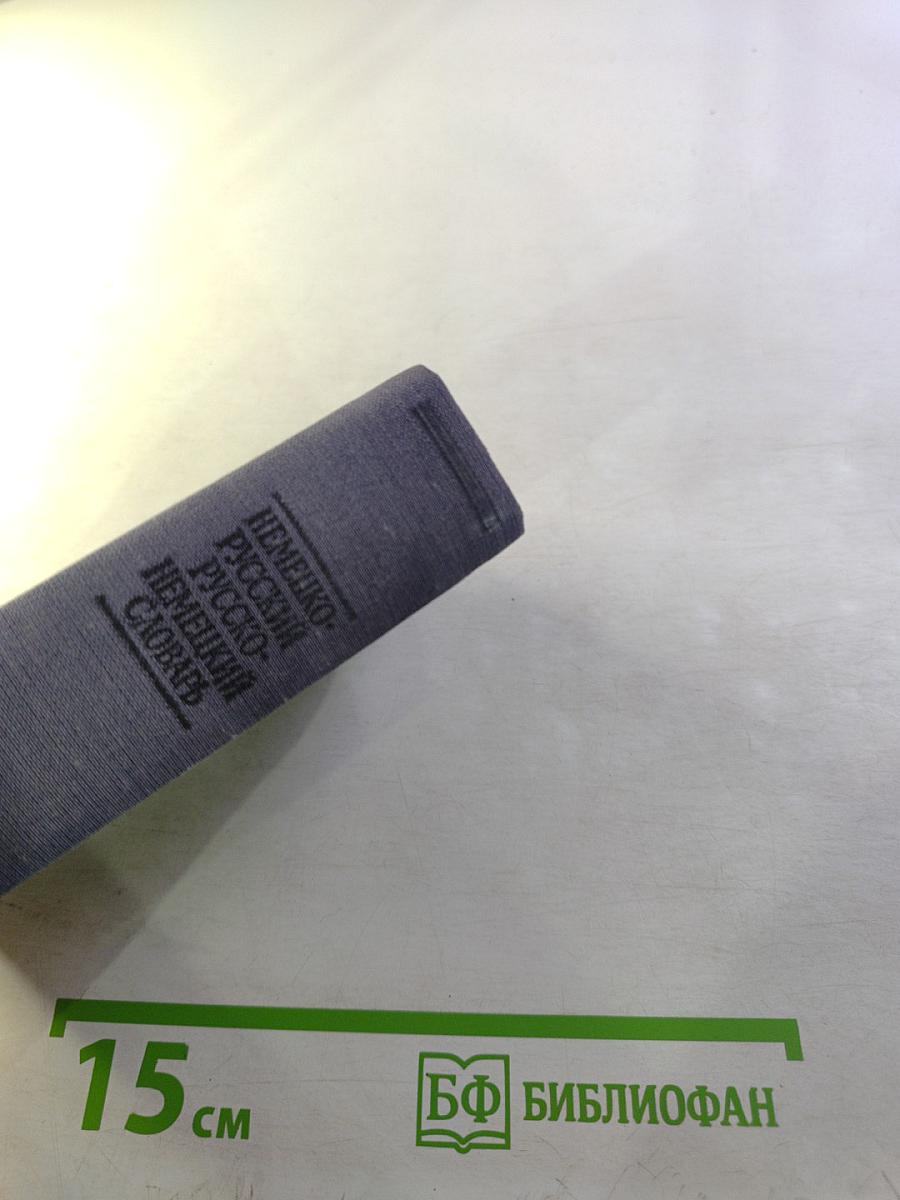 НЕМЕЦКО-
РУССКИЙ
РУССКО-
НЕМЕЦКИЙ
СЛОВАРЬ
15 см
БФ БИБЛИОФАН